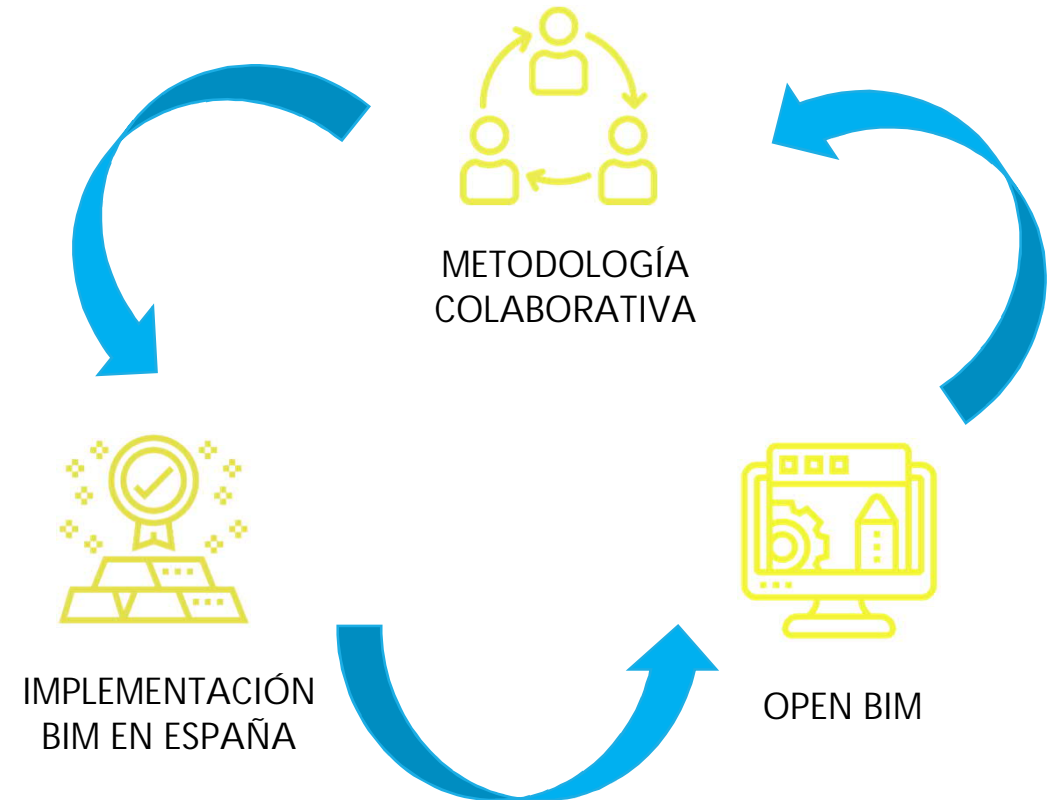 METODOLOGÍA
COLABORATIVA
IMPLEMENTACIÓN
BIM EN ESPAÑA
OPEN BIM